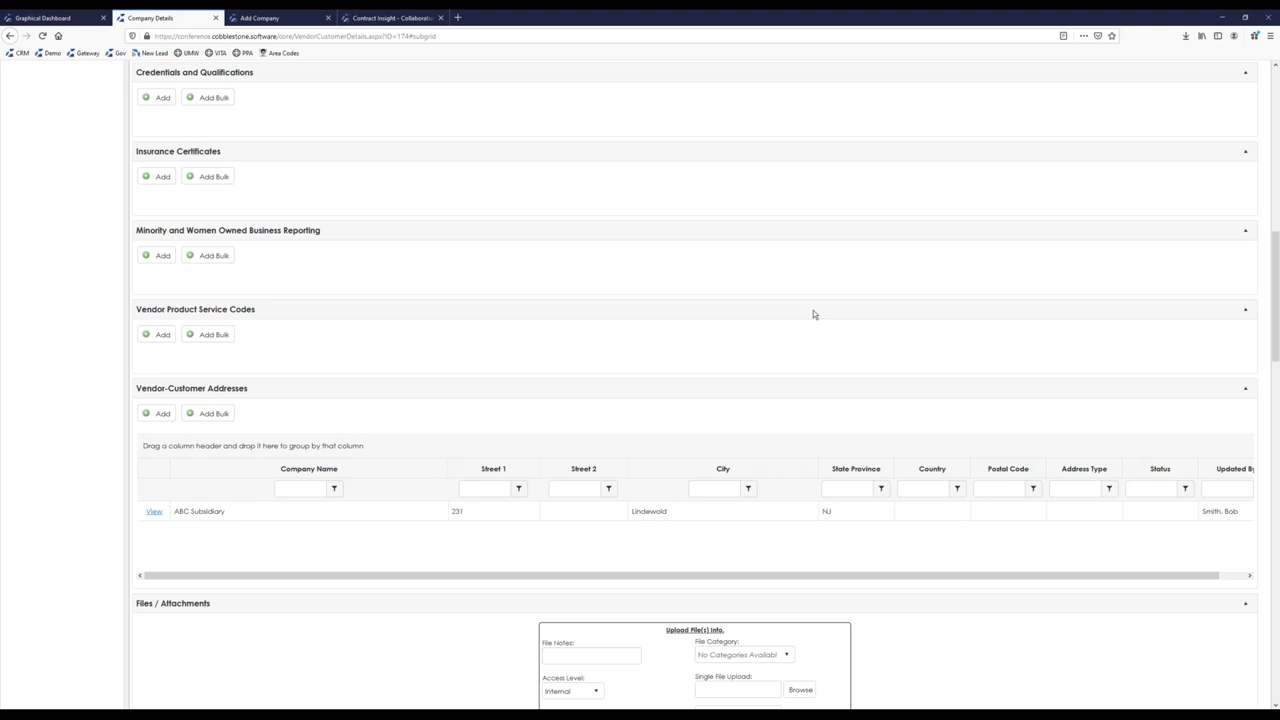 Graphical Dashboard
Company Details
Add Company
Contract Insight - Collaboratio
https://conference.cobblestone.software/core/VendorCustomerDetails.aspx?ID=174#subgrid
CRM Demo Gateway Gov New Lead UMW VITA PPA Area Codes
Credentials and Qualifications
Add Add Bulk
Insurance Certificates
Add Add Bulk
Minority and Women Owned Business Reporting
Add Add Bulk
Vendor Product Service Codes
Add Add Bulk
Vendor-Customer Addresses
Add Add Bulk
Drag a column header and drop it here to group by that column
Company Name Street 1 Street 2 City State Province Country Postal Code Address Type Status Updated By
View ABC Subsidiary 231 Lindewold NJ Smith, Bob
Files / Attachments
Upload File(s) Info.
File Notes: File Category:
No Categories Availabl
Access Level: Single File Upload:
Internal Browse